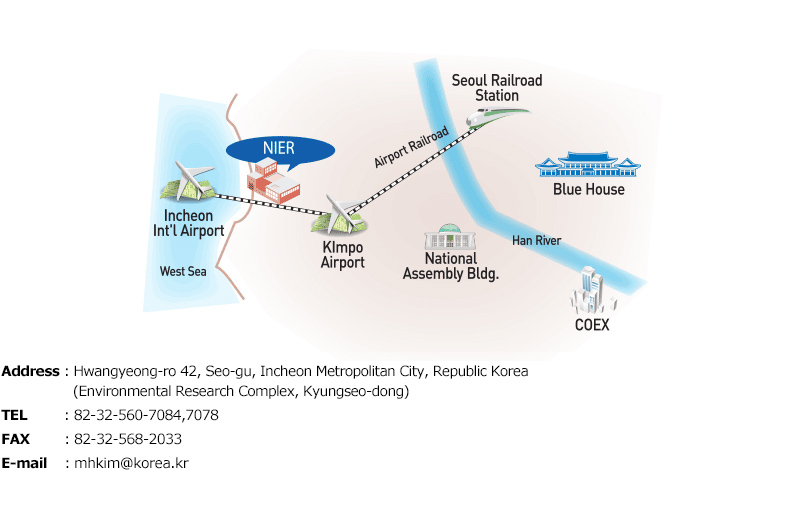 Seoul Railroad
Station
Airport Railroad
NIER
Blue House
Incheon
Int'l Airport
KImpo
Airport
National
Assembly Bldg.
Han River
West Sea
COEX
Address : Hwangyeong-ro 42, Seo-gu, Incheon Metropolitan City, Republic Korea
(Environmental Research Complex, Kyungseo-dong)
TEL : 82-32-560-7084,7078
FAX : 82-32-568-2033
E-mail : mhkim@korea.kr